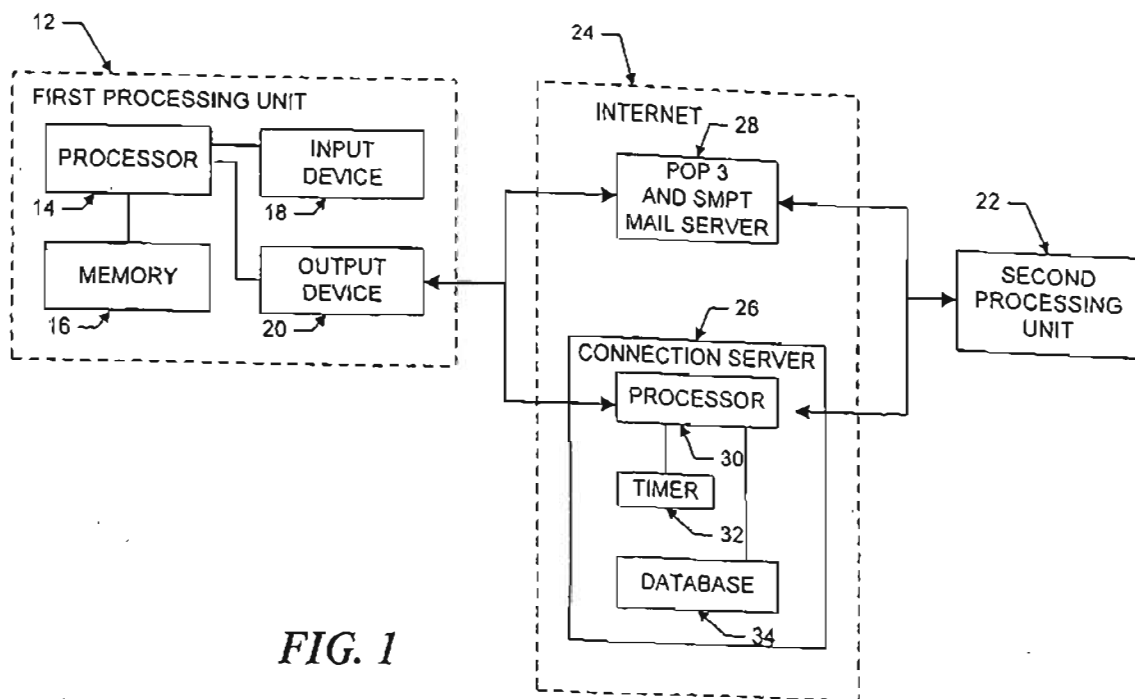 12
FIRST PROCESSING UNIT
PROCESSOR
14
INPUT
DEVICE
18
MEMORY
16
OUTPUT
DEVICE
20
24
INTERNET
28
POP 3
AND SMPT
MAIL SERVER
26
CONNECTION SERVER
PROCESSOR
30
TIMER
32
DATABASE
34
22
SECOND
PROCESSING
UNIT
FIG. 1